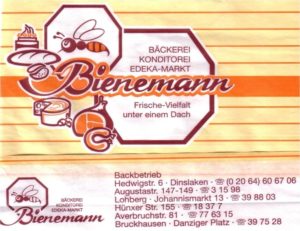 BÄCKEREI
KONDITOREI
EDEKA-MARKT
Bienemann
Frische-Vielfalt
unter einem Dach
BÄCKEREI
KONDITOREI
EDEKA-MARKT
Bienemann
Backbetrieb
Hedwigstr. 6 · Dinslaken · ☏ (0 20 64) 60 67 06
Augustastr. 147-149 · ☏ 3 15 98
Lohberg · Johannismarkt 13 · ☏ 39 88 03
Hünxer Str. 155 · ☏ 18 37 7
Averbruchstr. 81 · ☏ 77 63 15
Bruckhausen · Danziger Platz · ☏ 39 75 28